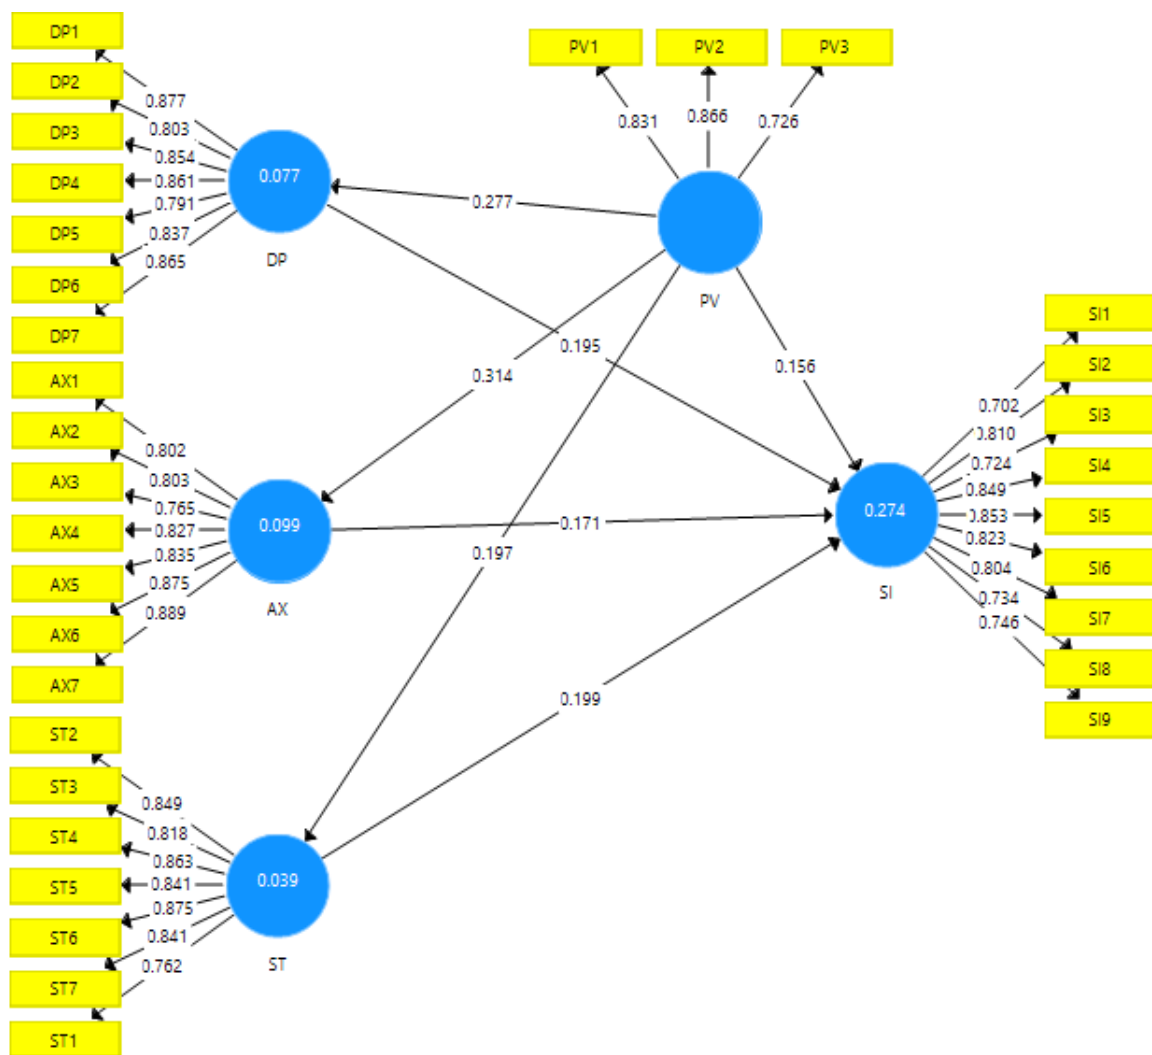 DP1
DP2
DP3
DP4
DP5
DP6
DP7
0.877
0.803
0.854
0.861
0.791
0.837
0.865
0.077
DP
PV1
PV2
PV3
0.831
0.866
0.726
PV
0.277
0.195
0.314
0.156
0.197
AX1
AX2
AX3
AX4
AX5
AX6
AX7
0.802
0.803
0.765
0.827
0.835
0.875
0.889
0.099
AX
0.171
0.199
ST2
ST3
ST4
ST5
ST6
ST7
ST1
0.849
0.818
0.863
0.841
0.875
0.841
0.762
0.039
ST
0.274
SI
0.702
0.810
0.724
0.849
0.853
0.823
0.804
0.734
0.746
SI1
SI2
SI3
SI4
SI5
SI6
SI7
SI8
SI9